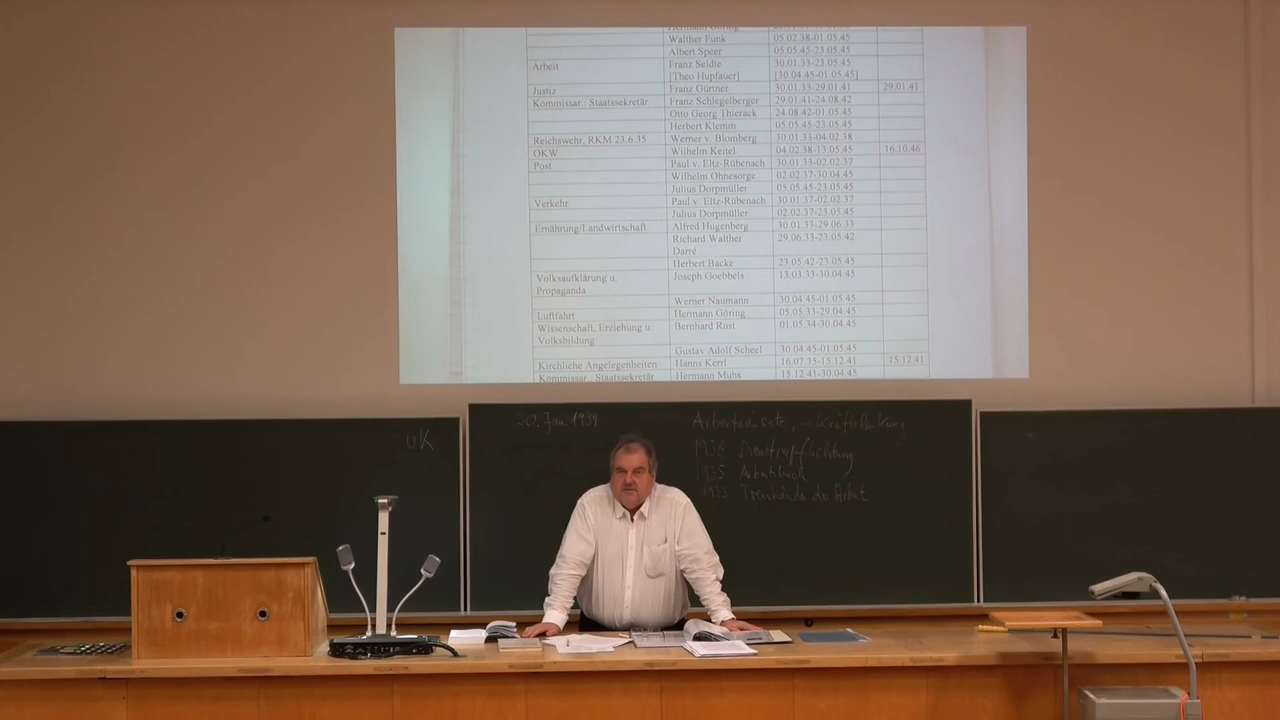 Hermann Göring
Walther Funk 05.02.38-01.05.45
Albert Speer 05.05.45-23.05.45
Arbeit Franz Seldte 30.01.33-23.05.45
[Theo Hupfauer] [30.04.45-01.05.45]
Justiz Franz Gürtner 30.01.33-29.01.41 29.01.41
Kommissar.: Staatssekretär Franz Schlegelberger 29.01.41-24.08.42
Otto Georg Thierack 24.08.42-01.05.45
Herbert Klemm 05.05.45-23.05.45
Reichswehr, RKM 23.6.35 Werner v. Blomberg 30.01.33-04.02.38
OKW Wilhelm Keitel 04.02.38-13.05.45 16.10.46
Post Paul v. Eltz-Rübenach 30.01.33-02.02.37
Wilhelm Ohnesorge 02.02.37-30.04.45
Julius Dorpmüller 05.05.45-23.05.45
Verkehr Paul v. Eltz-Rübenach 30.01.37-02.02.37
Julius Dorpmüller 02.02.37-23.05.45
Ernährung/Landwirtschaft Alfred Hugenberg 30.01.33-29.06.33
Richard Walther 29.06.33-23.05.42
Darré
Herbert Backe 23.05.42-23.05.45
Volksaufklärung u. Joseph Goebbels 13.03.33-30.04.45
Propaganda
Werner Naumann 30.04.45-01.05.45
Luftfahrt Hermann Göring 05.05.33-29.04.45
Wissenschaft, Erziehung u. Bernhard Rust 01.05.34-30.04.45
Volksbildung
Gustav Adolf Scheel 30.04.45-01.05.45
Kirchliche Angelegenheiten Hanns Kerrl 16.07.35-15.12.41 15.12.41
Kommissar.: Staatssekretär Hermann Muhs 15.12.41-30.04.45
uK
30. Jan. 1939
Arbeitseinsatz, - Kräftelenkung
1938 Dienstverpflichtung
1935 Arbeitsbuch
1933 Treuhänder der Arbeit